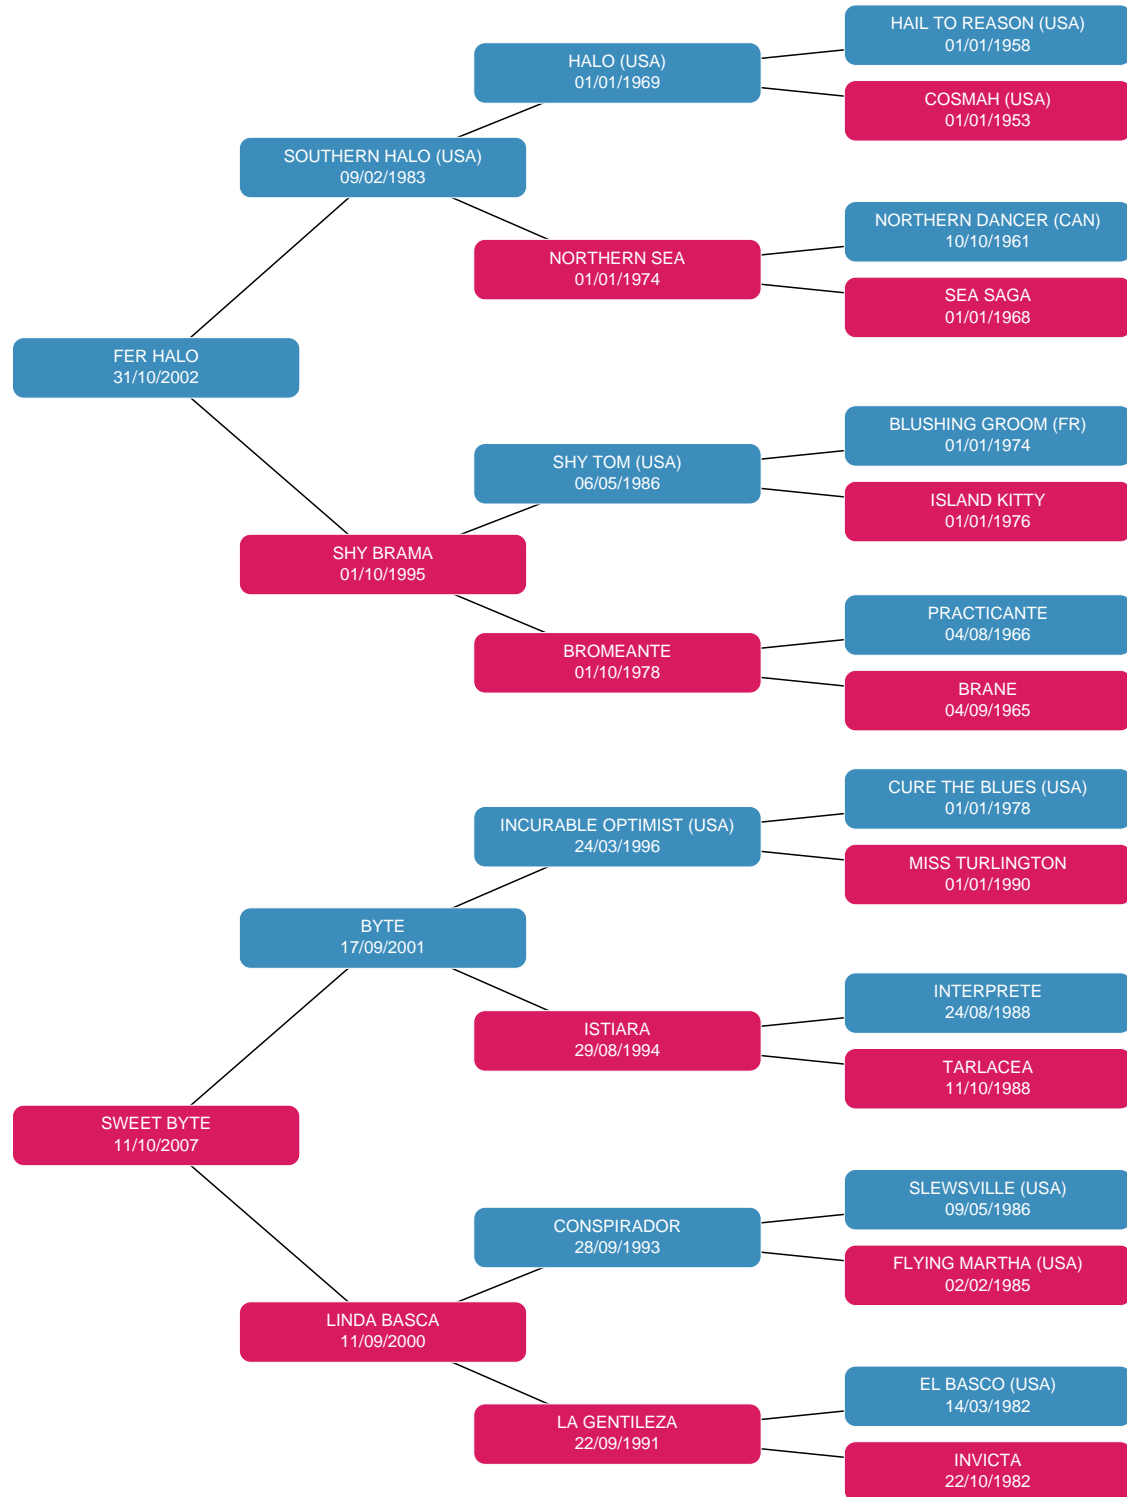 HAIL TO REASON (USA)
01/01/1958
HALO (USA)
01/01/1969
COSMAH (USA)
01/01/1953
SOUTHERN HALO (USA)
09/02/1983
NORTHERN DANCER (CAN)
10/10/1961
NORTHERN SEA
01/01/1974
SEA SAGA
01/01/1968
FER HALO
31/10/2002
BLUSHING GROOM (FR)
01/01/1974
SHY TOM (USA)
06/05/1986
ISLAND KITTY
01/01/1976
SHY BRAMA
01/10/1995
PRACTICANTE
04/08/1966
BROMEANTE
01/10/1978
BRANE
04/09/1965
CURE THE BLUES (USA)
01/01/1978
INCURABLE OPTIMIST (USA)
24/03/1996
MISS TURLINGTON
01/01/1990
BYTE
17/09/2001
INTERPRETE
24/08/1988
ISTIARA
29/08/1994
TARLACEA
11/10/1988
SWEET BYTE
11/10/2007
SLEWSVILLE (USA)
09/05/1986
CONSPIRADOR
28/09/1993
FLYING MARTHA (USA)
02/02/1985
LINDA BASCA
11/09/2000
EL BASCO (USA)
14/03/1982
LA GENTILEZA
22/09/1991
INVICTA
22/10/1982